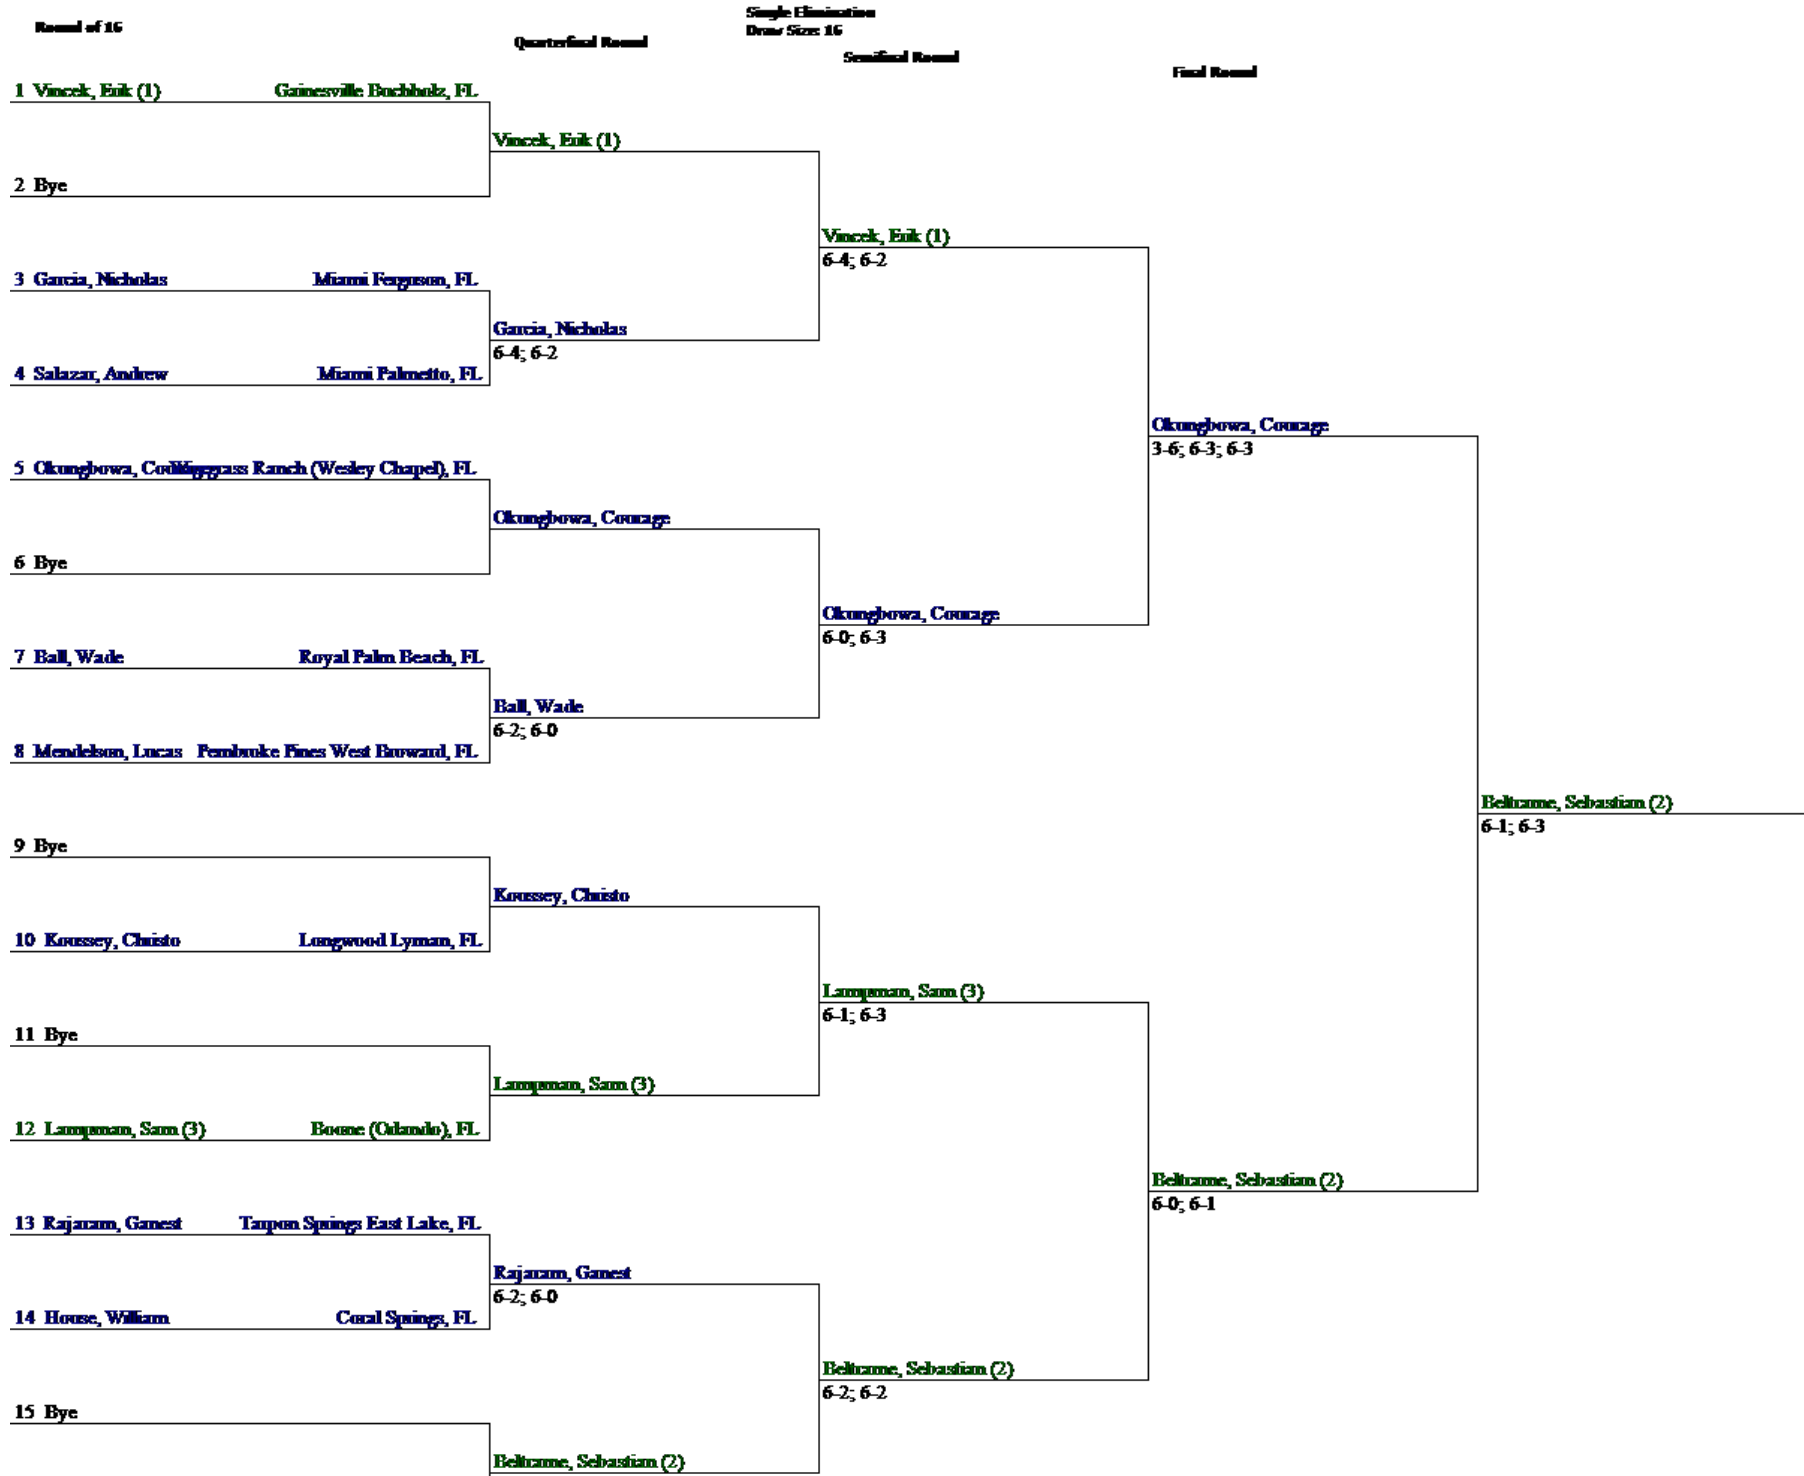 Single Elimination
Draw Size: 16
Round of 16
Quarterfinal Round
Semifinal Round
Final Round
1 Vincek, Erik (1) Gainesville Buchholz, FL
Vincek, Erik (1)
2 Bye
Vincek, Erik (1)
6-4; 6-2
3 Garcia, Nicholas Miami Ferguson, FL
Garcia, Nicholas
6-4; 6-2
4 Salazar, Andrew Miami Palmetto, FL
Okungbowa, Courage
3-6; 6-3; 6-3
5 Okungbowa, Ranch (Wesley Chapel), FL
Okungbowa, Courage
6 Bye
Okungbowa, Courage
6-0; 6-3
7 Ball, Wade Royal Palm Beach, FL
Ball, Wade
6-2; 6-0
8 Mendelson, Lucas Pembroke Pines West Broward, FL
Beltrame, Sebastian (2)
6-1; 6-3
9 Bye
Koussey, Christo
10 Koussey, Christo Longwood Lyman, FL
Lampman, Sam (3)
6-1; 6-3
11 Bye
Lampman, Sam (3)
12 Lampman, Sam (3) Boone (Orlando), FL
Beltrame, Sebastian (2)
6-0; 6-1
13 Rajaram, Ganest Tarpon Springs East Lake, FL
Rajaram, Ganest
6-2; 6-0
14 House, William Coral Springs, FL
Beltrame, Sebastian (2)
6-2; 6-2
15 Bye
Beltrame, Sebastian (2)